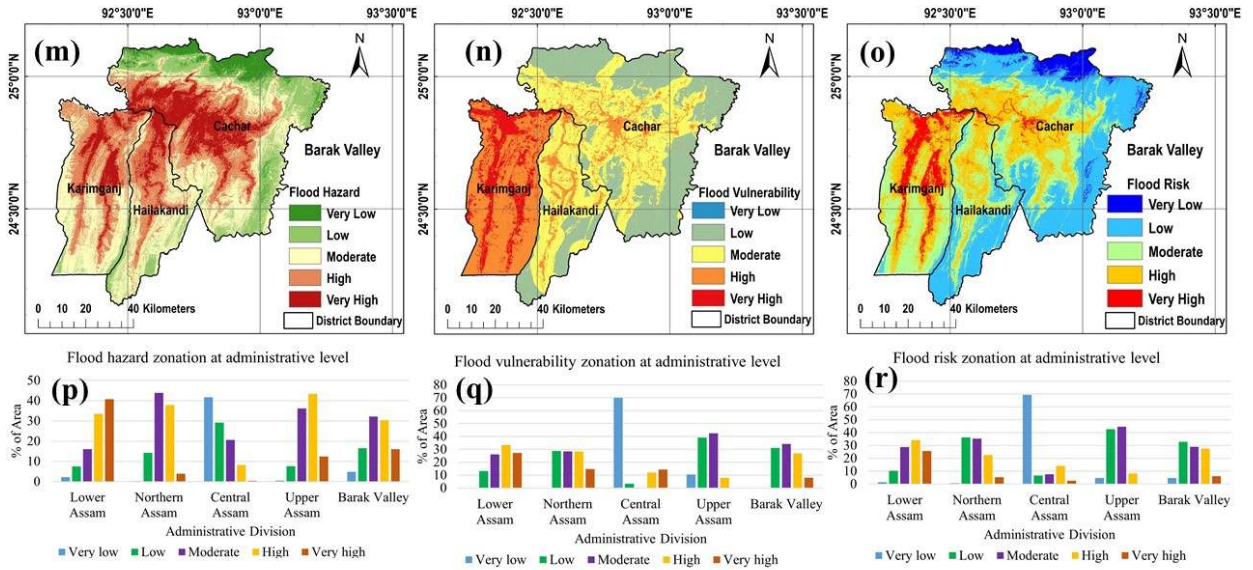 92°30'0"E 93°0'0"E 93°30'0"E
(m)
N
25°0'0"N
24°30'0"N
Cachar
Karimganj
Hailakandi
Barak Valley
Flood Hazard
Very Low
Low
Moderate
High
Very High
District Boundary
0 10 20 40 Kilometers
92°30'0"E 93°0'0"E 93°30'0"E
(n)
N
Cachar
Karimganj
Hailakandi
Barak Valley
Flood Vulnerability
Very Low
Low
Moderate
High
Very High
District Boundary
0 10 20 40 Kilometers
92°30'0"E 93°0'0"E 93°30'0"E
(o)
N
25°0'0"N
24°30'0"N
Cachar
Karimganj
Hailakandi
Barak Valley
Flood Risk
Very Low
Low
Moderate
High
Very High
District Boundary
0 10 20 40 Kilometers
Flood hazard zonation at administrative level
(p)
% of Area
50
40
30
20
10
0
Lower Assam
Northern Assam
Central Assam
Upper Assam
Barak Valley
Administrative Division
Very low Low Moderate High Very high
Flood vulnerability zonation at administrative level
(q)
% of Area
80
70
60
50
40
30
20
10
0
Lower Assam
Northern Assam
Central Assam
Upper Assam
Barak Valley
Administrative Division
Very low Low Moderate High Very high
Flood risk zonation at administrative level
(r)
% of Area
80
70
60
50
40
30
20
10
0
Lower Assam
Northern Assam
Central Assam
Upper Assam
Barak Valley
Administrative Division
Very low Low Moderate High Very high